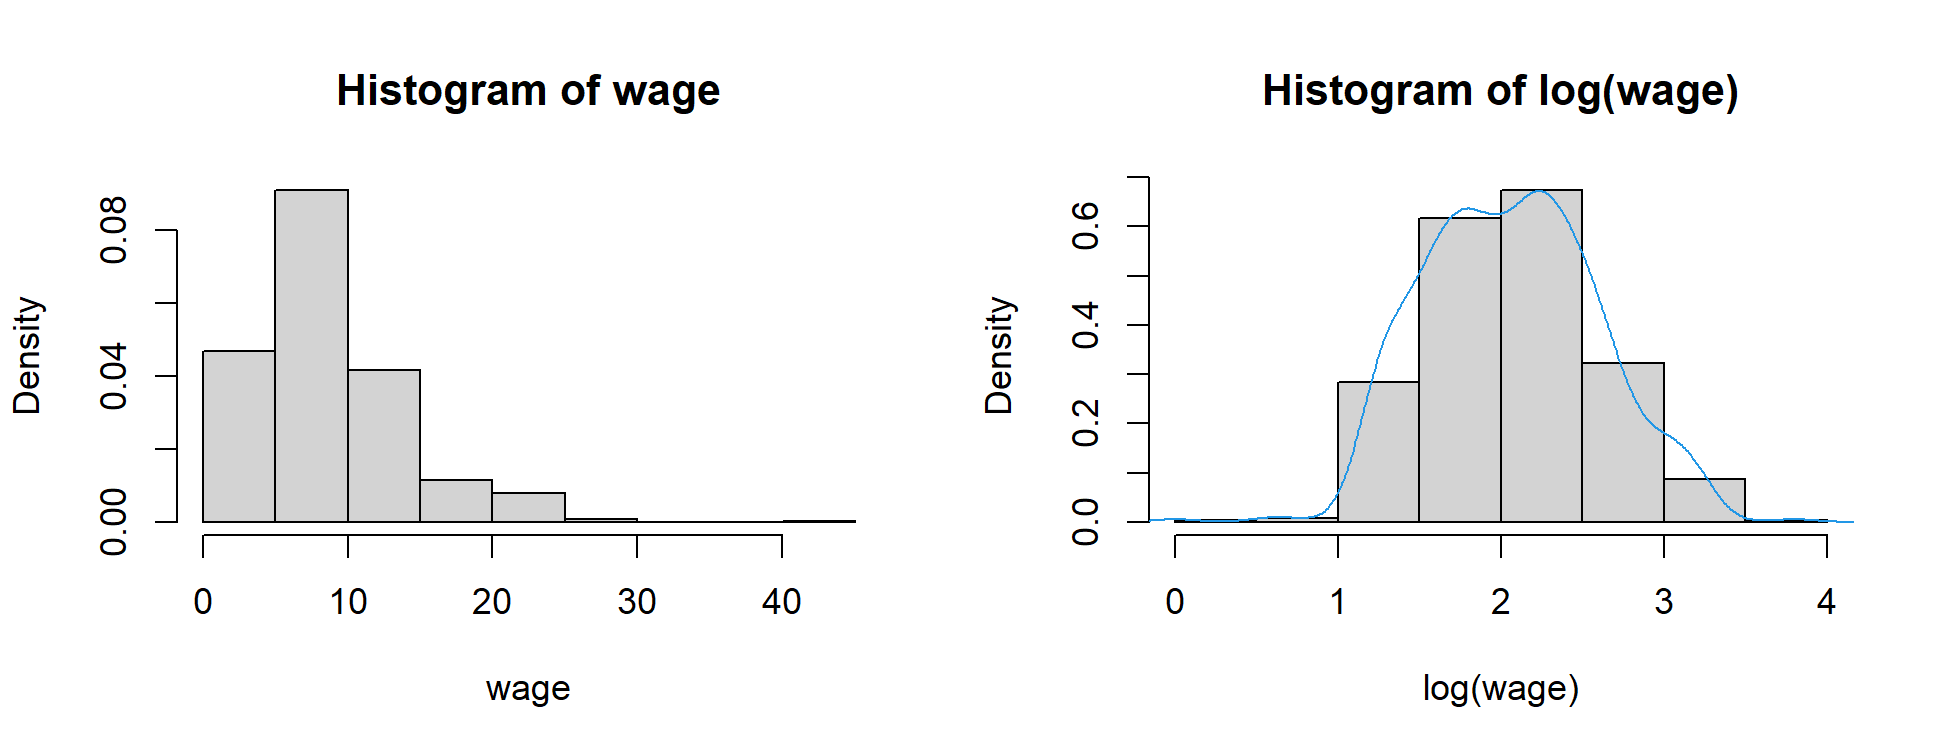 Histogram of wage
Density
0.00 0.04 0.08
0 10 20 30 40
wage
Histogram of log(wage)
Density
0.0 0.2 0.4 0.6
0 1 2 3 4
log(wage)